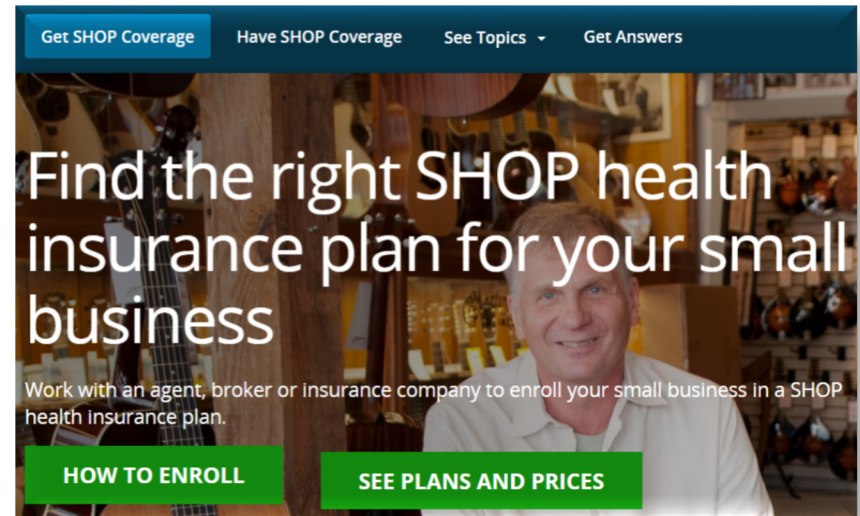 Get SHOP Coverage Have SHOP Coverage See Topics Get Answers
Find the right SHOP health
insurance plan for your small
business
Work with an agent, broker or insurance company to enroll your small business in a SHOP
health insurance plan.
HOW TO ENROLL SEE PLANS AND PRICES